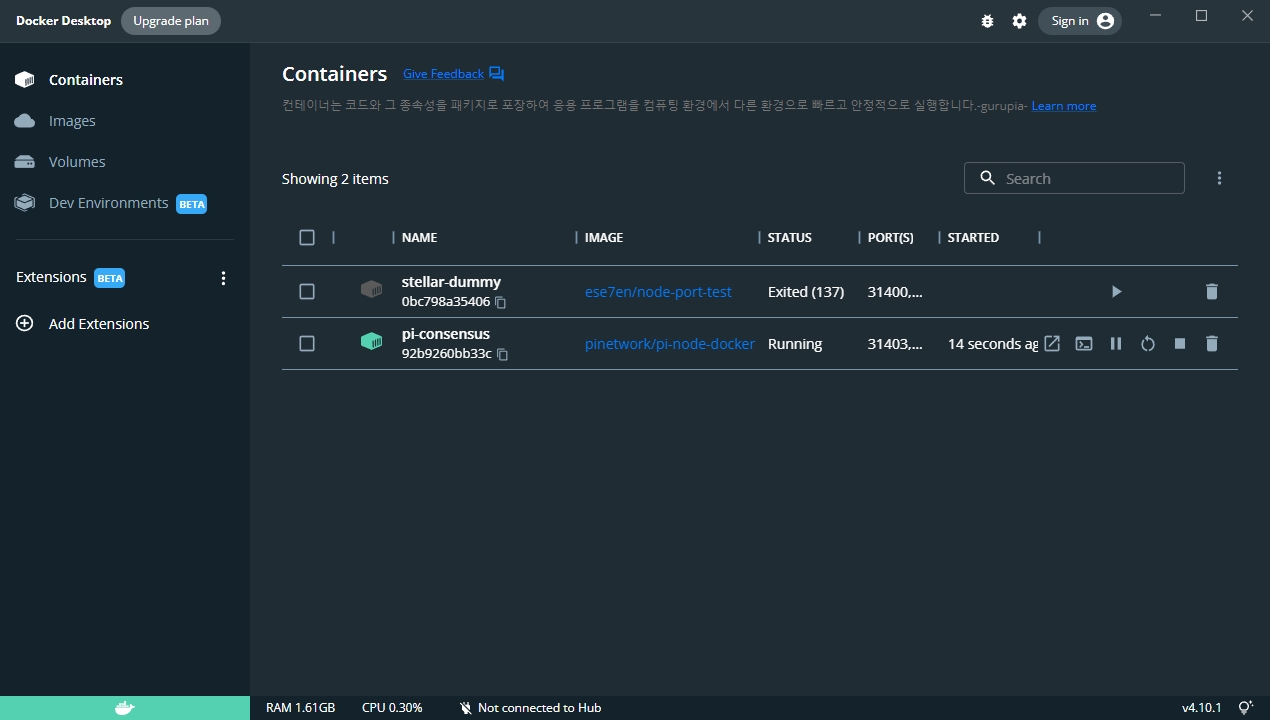 Docker Desktop Upgrade plan Sign in
Containers
Images
Volumes
Dev Environments BETA
Extensions BETA
Add Extensions
Containers Give Feedback
컨테이너는 코드와 그 종속성을 패키지로 포장하여 응용 프로그램을 컴퓨팅 환경에서 다른 환경으로 빠르고 안정적으로 실행합니다.-gurupia- Learn more
Showing 2 items Search
NAME IMAGE STATUS PORT(S) STARTED
stellar-dummy
0bc798a35406 ese7en/node-port-test Exited (137) 31400,...
pi-consensus
92b9260bb33c pinetwork/pi-node-docker Running 31403,... 14 seconds ag
RAM 1.61GB CPU 0.30% Not connected to Hub v4.10.1